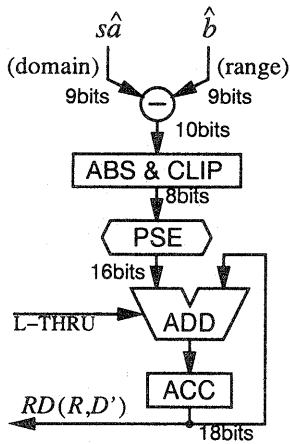 sâ b̂
(domain) (range)
9bits 9bits
−
10bits
ABS & CLIP
8bits
PSE
16bits
L-THRU ADD
ACC
RD(R,D’)
18bits